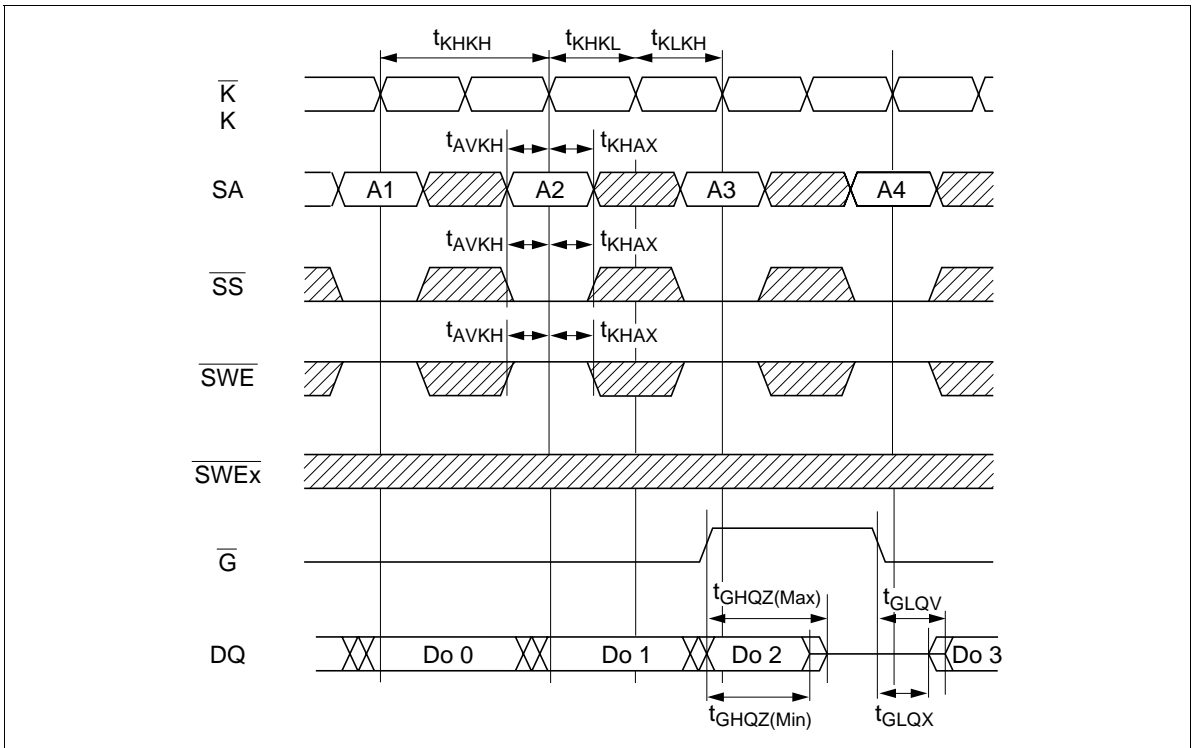 tKHKH tKHKL tKLKH
K
K
tAVKH tKHAX
SA A1 A2 A3 A4
tAVKH tKHAX
SS
tAVKH tKHAX
SWE
SWEx
G
tGHQZ(Max) tGLQV
DQ Do 0 Do 1 Do 2 Do 3
tGHQZ(Min) tGLQX